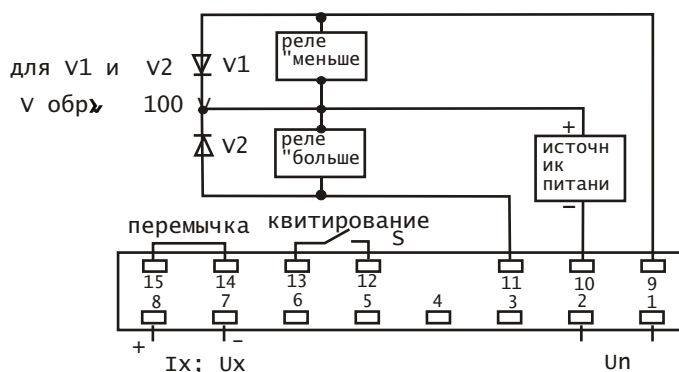 реле
"меньше
для V1 и V2 V1
V обр 100 V
+
V2
реле
"больше
источн
ик
питани
–
перемычка квитирование
S
15 14 13 12 11 10 9
8 7 6 5 4 3 2 1
+ –
Ix; Ux Un